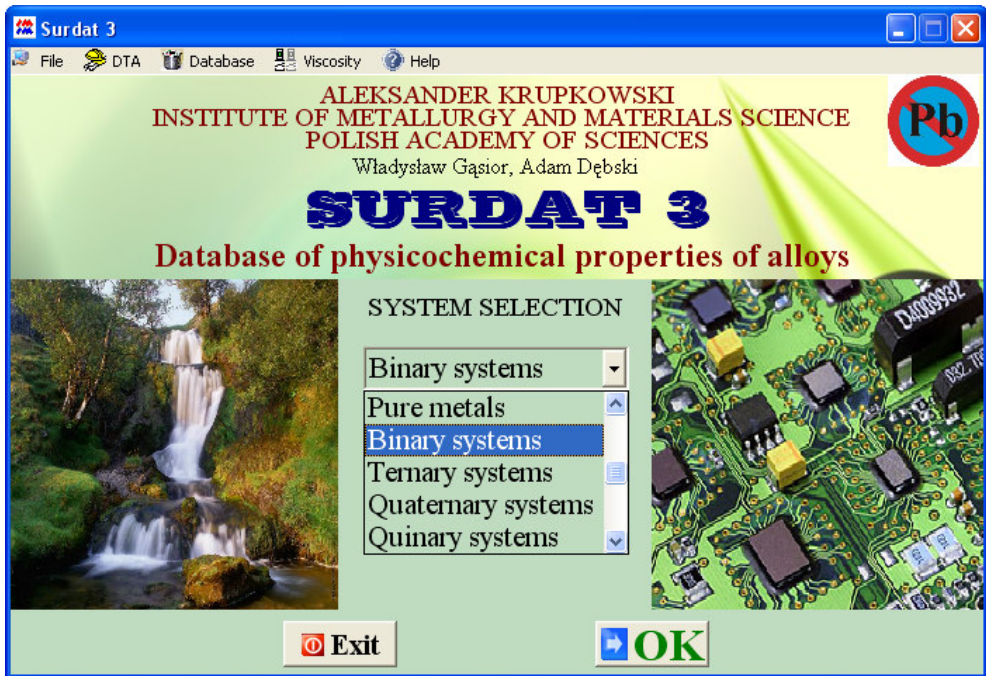 Surdat 3
File DTA Database Viscosity Help
ALEKSANDER KRUPKOWSKI
INSTITUTE OF METALLURGY AND MATERIALS SCIENCE
POLISH ACADEMY OF SCIENCES
Władysław Gąsior, Adam Dębski
Pb
SURDAT 3
Database of physicochemical properties of alloys
SYSTEM SELECTION
Binary systems
Pure metals
Binary systems
Ternary systems
Quaternary systems
Quinary systems
D4009932
Exit
OK